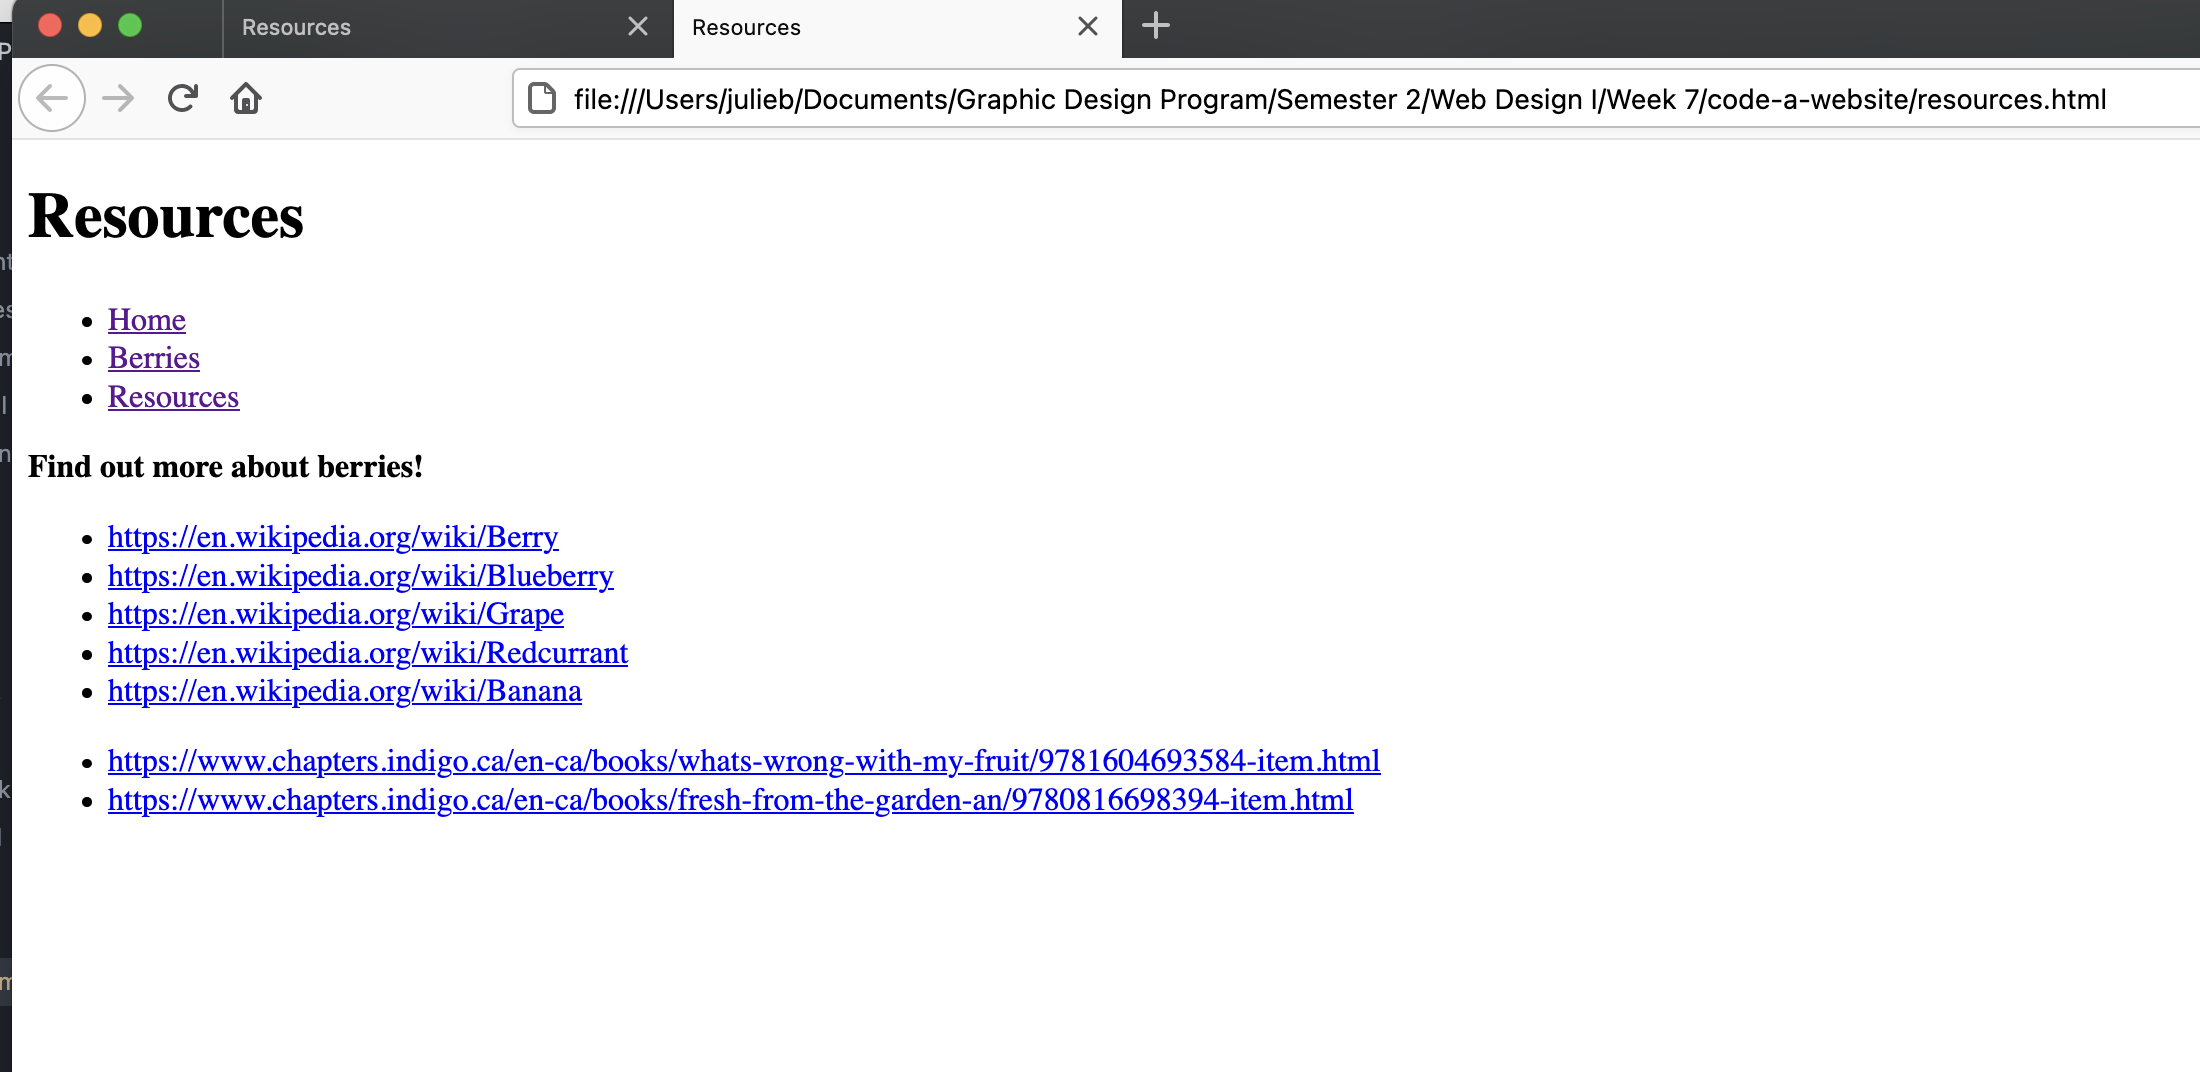 Resources
Resources
file:///Users/julieb/Documents/Graphic Design Program/Semester 2/Web Design I/Week 7/code-a-website/resources.html
Resources
Home
Berries
Resources
Find out more about berries!
https://en.wikipedia.org/wiki/Berry
https://en.wikipedia.org/wiki/Blueberry
https://en.wikipedia.org/wiki/Grape
https://en.wikipedia.org/wiki/Redcurrant
https://en.wikipedia.org/wiki/Banana
https://www.chapters.indigo.ca/en-ca/books/whats-wrong-with-my-fruit/9781604693584-item.html
https://www.chapters.indigo.ca/en-ca/books/fresh-from-the-garden-an/9780816698394-item.html